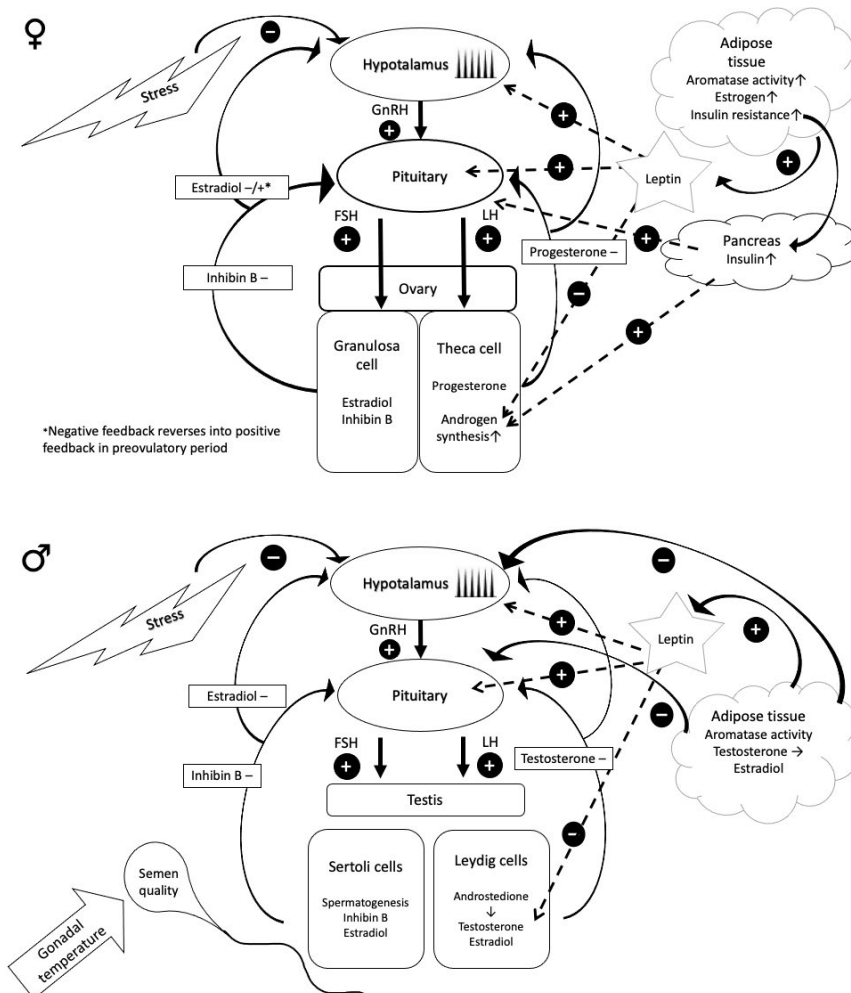 ♀
Stress
−
Hypotalamus
GnRH
+
Pituitary
Adipose
tissue
Aromatase activity↑
Estrogen↑
Insulin resistance↑
+
+
Leptin
+
Estradiol −/+*
FSH
+
LH
+
Progesterone −
+
Pancreas
Insulin↑
Inhibin B −
−
+
Ovary
Granulosa
cell
Estradiol
Inhibin B
Theca cell
Progesterone
Androgen
synthesis↑
*Negative feedback reverses into positive
feedback in preovulatory period
♂
Stress
−
Hypotalamus
GnRH
+
Pituitary
−
+
Leptin
+
+
−
Adipose tissue
Aromatase activity
Testosterone →
Estradiol
Estradiol −
Inhibin B −
FSH
+
LH
+
Testosterone −
Testis
−
Sertoli cells
Spermatogenesis
Inhibin B
Estradiol
Leydig cells
Androstedione
↓
Testosterone
Estradiol
Semen
quality
Gonadal
temperature